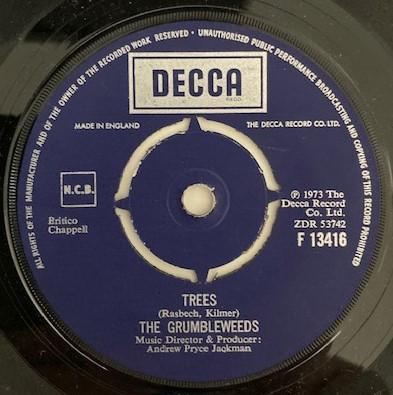 ALL RIGHTS OF THE MANUFACTURER AND OF THE OWNER OF THE RECORDED WORK RESERVED · UNAUTHORISED PUBLIC PERFORMANCE BROADCASTING AND COPYING OF THIS RECORD PROHIBITED
DECCA
REGD.
MADE IN ENGLAND
THE DECCA RECORD CO. LTD.
N.C.B.
Britico
Chappell
℗ 1973 The
Decca Record
Co. Ltd.
ZDR 53742
F 13416
TREES
(Rasbech, Kilmer)
THE GRUMBLEWEEDS
Music Director & Producer:
Andrew Pryce Jackman